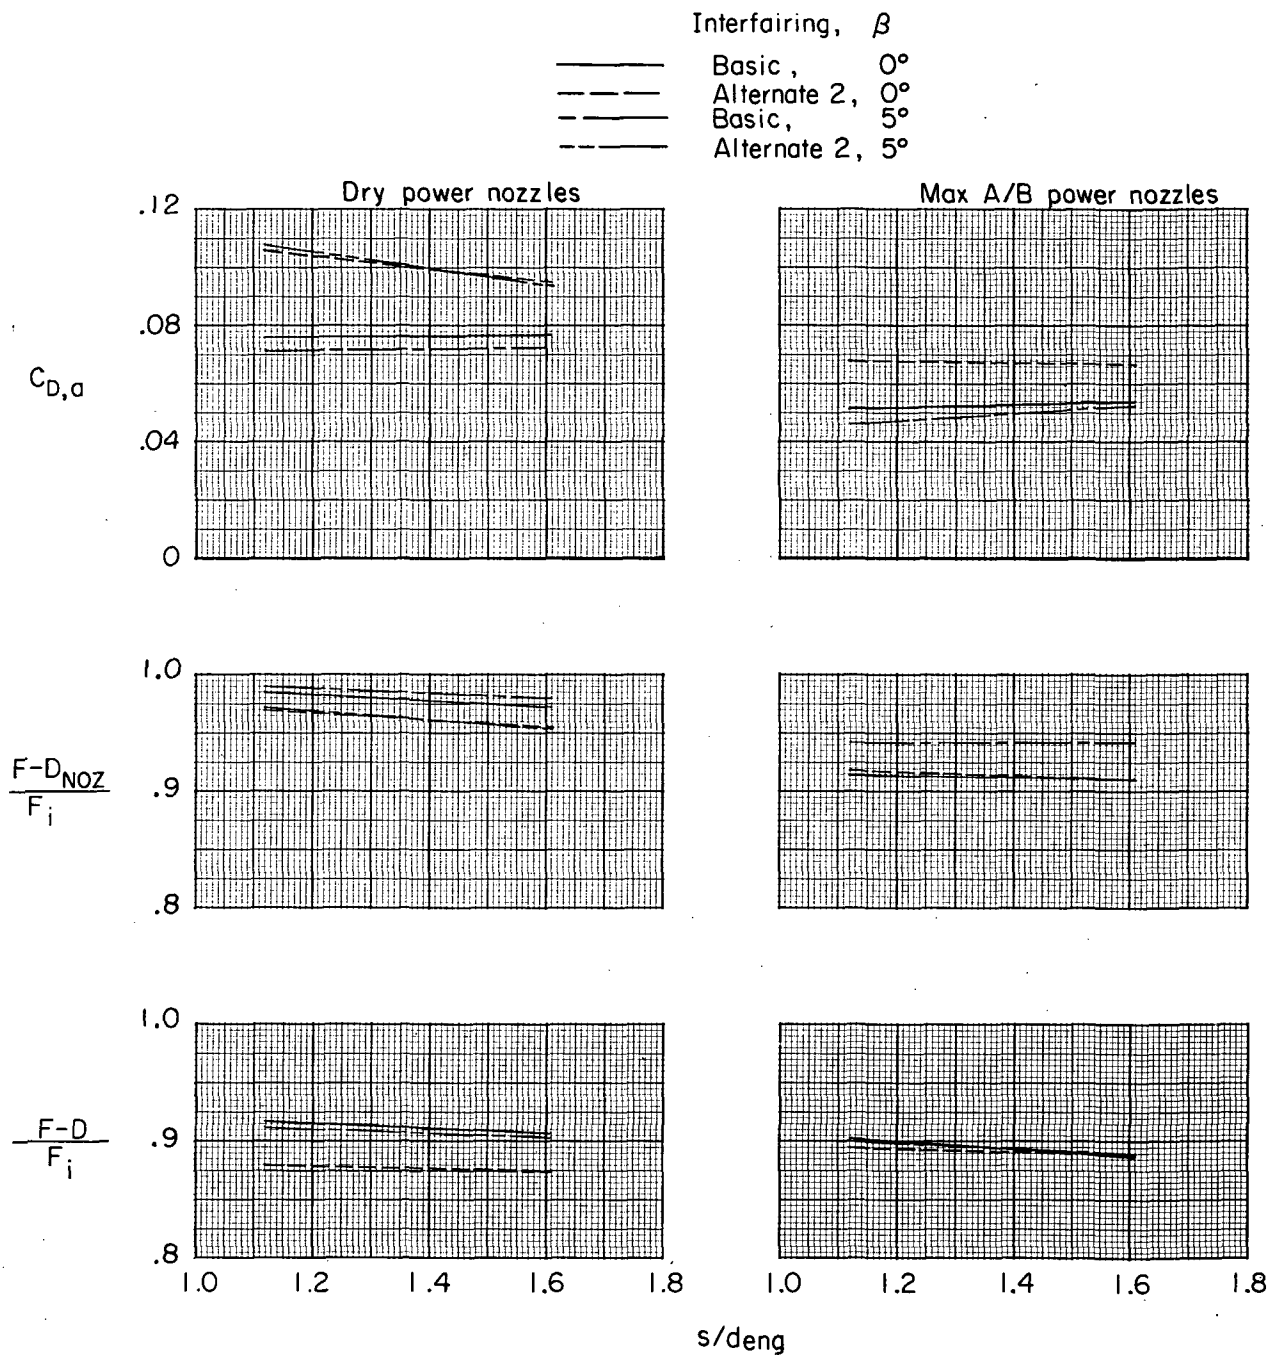 Interfairing, β
Basic, 0°
Alternate 2, 0°
Basic, 5°
Alternate 2, 5°
Dry power nozzles
Max A/B power nozzles
.12
.08
.04
0
C_D,a
1.0
.9
.8
F-D_NOZ
F_i
1.0
.9
.8
F-D
F_i
1.0 1.2 1.4 1.6 1.8
1.0 1.2 1.4 1.6 1.8
s/deng